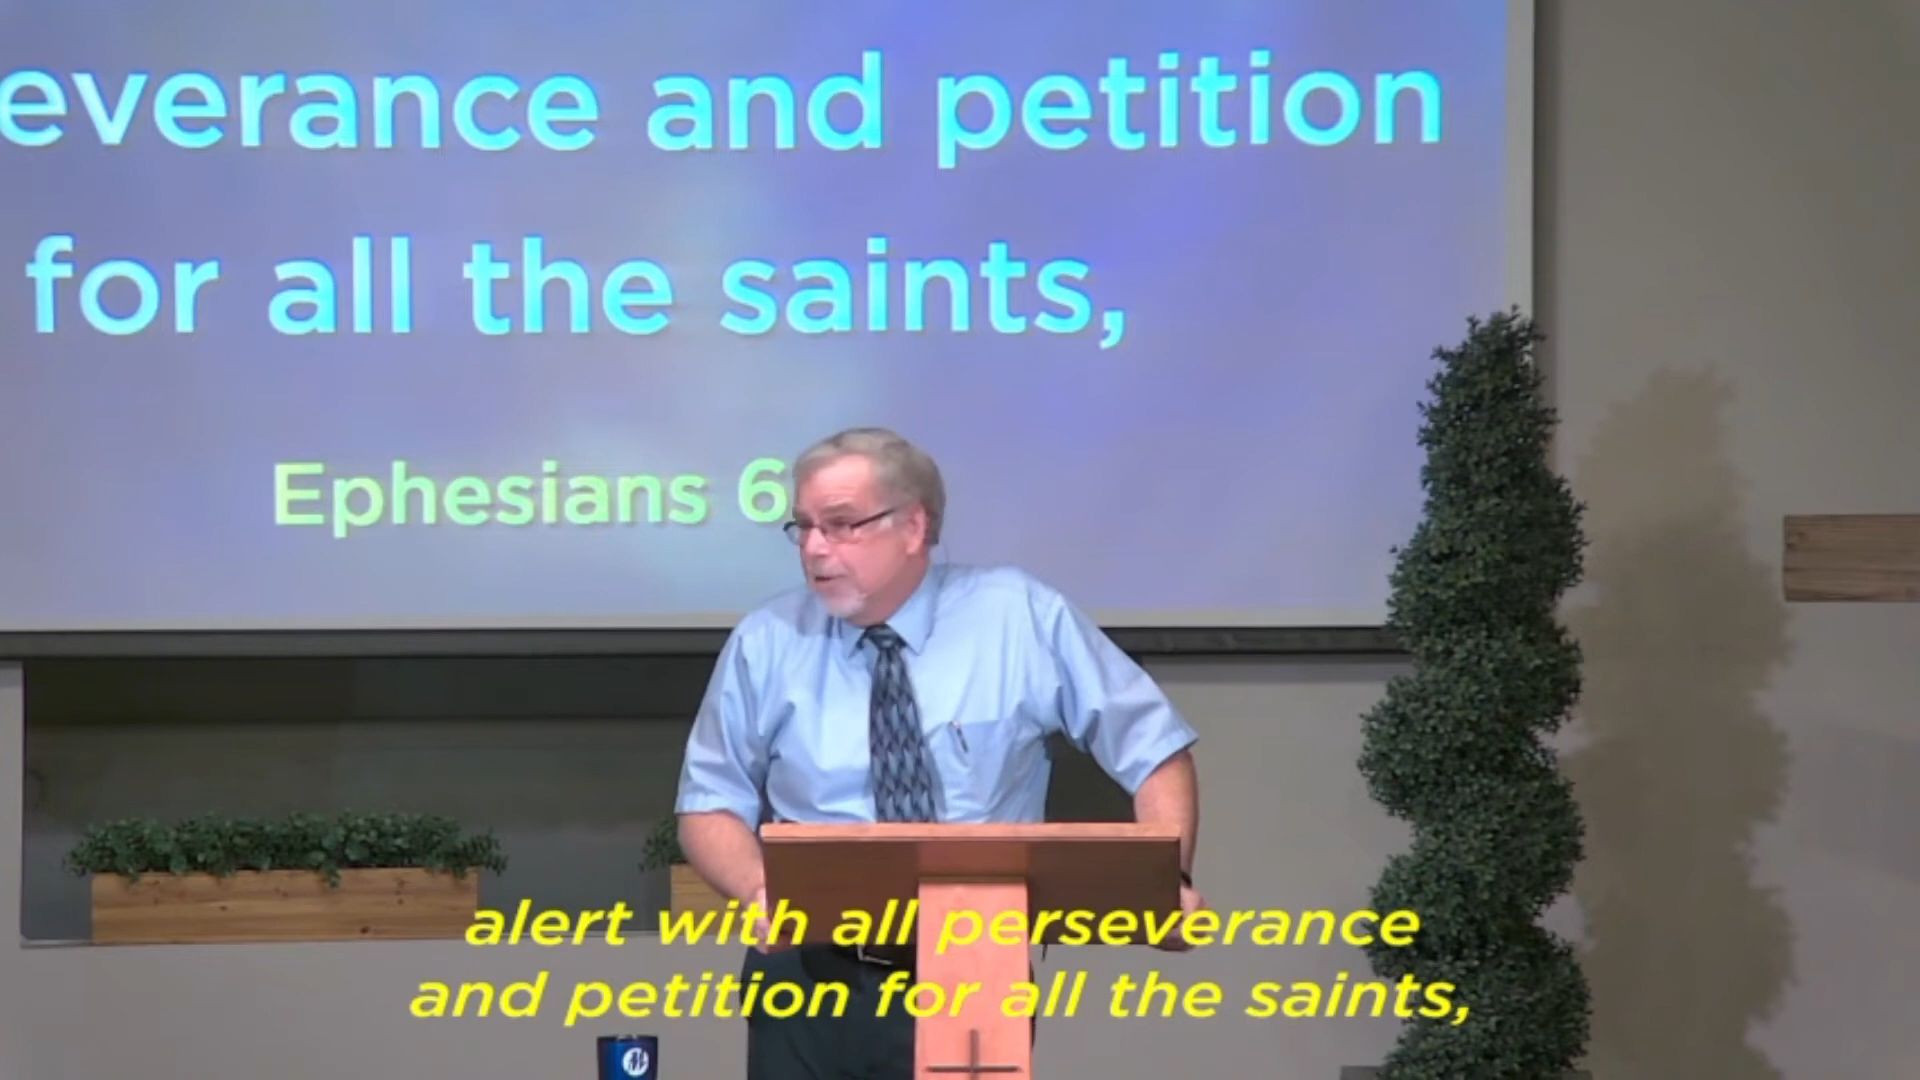 everance and petition
for all the saints,
Ephesians 6
alert with all perseverance
and petition for all the saints,